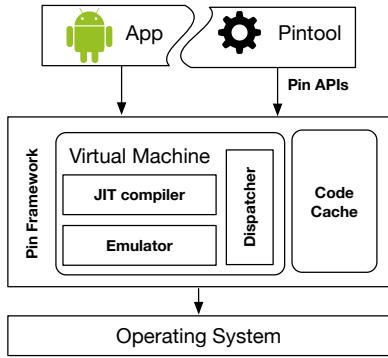 App
Pintool
Pin APIs
Pin Framework
Virtual Machine
JIT compiler
Emulator
Dispatcher
Code
Cache
Operating System